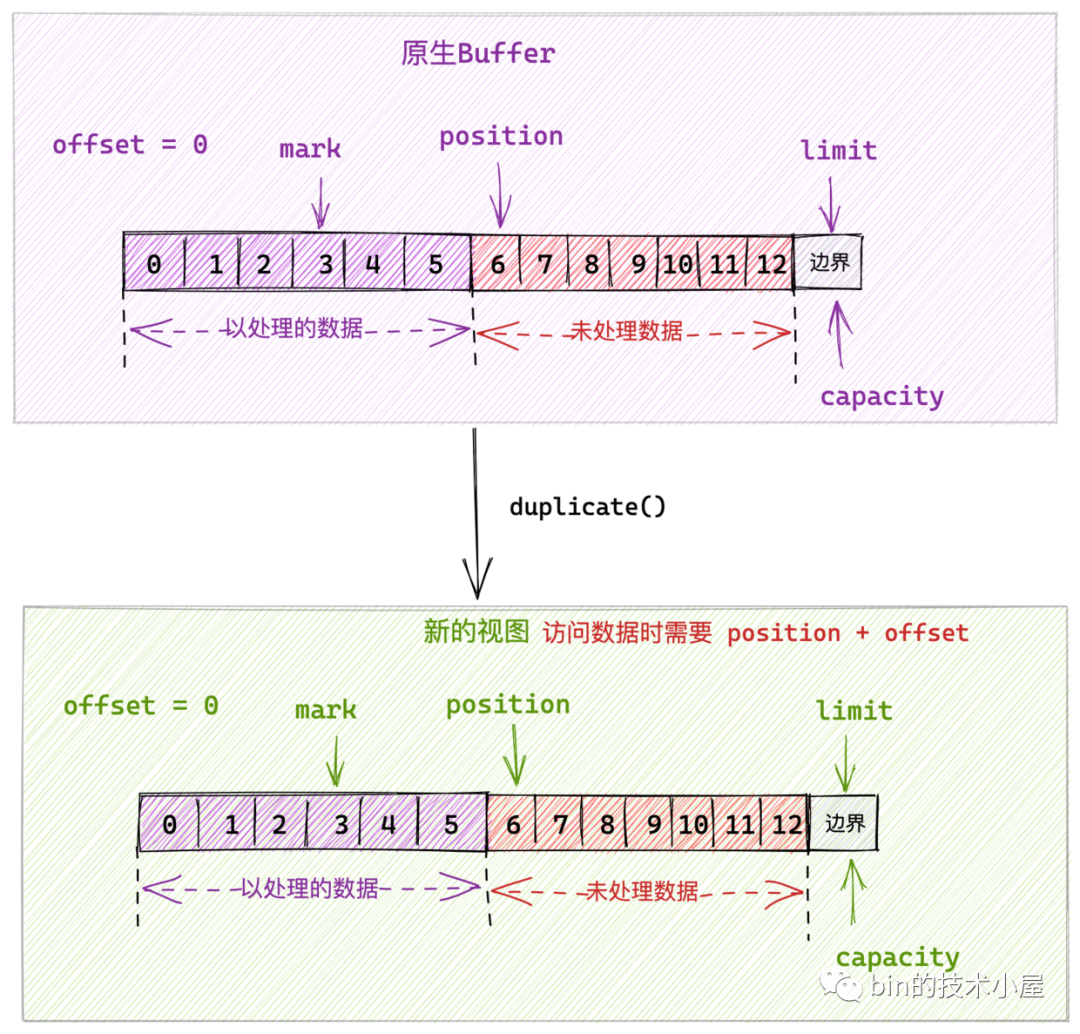 原生Buffer
offset = 0
mark
position
limit
0 1 2 3 4 5 6 7 8 9 10 11 12 边界
以处理的数据
未处理数据
capacity
duplicate()
新的视图 访问数据时需要 position + offset
offset = 0
mark
position
limit
0 1 2 3 4 5 6 7 8 9 10 11 12 边界
以处理的数据
未处理数据
capacity
bin的技术小屋